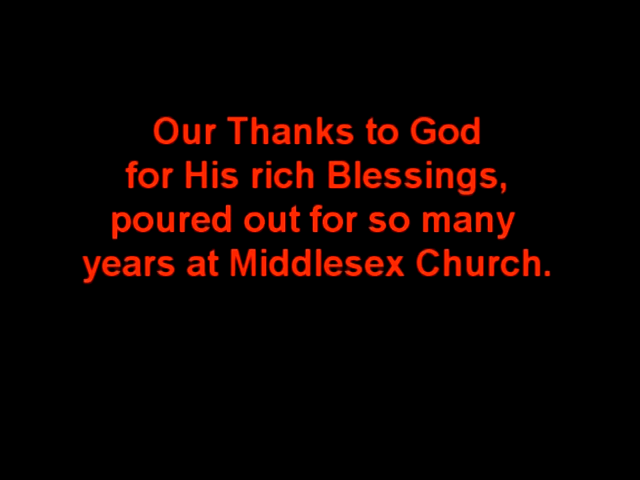 Our Thanks to God
for His rich Blessings,
poured out for so many
years at Middlesex Church.